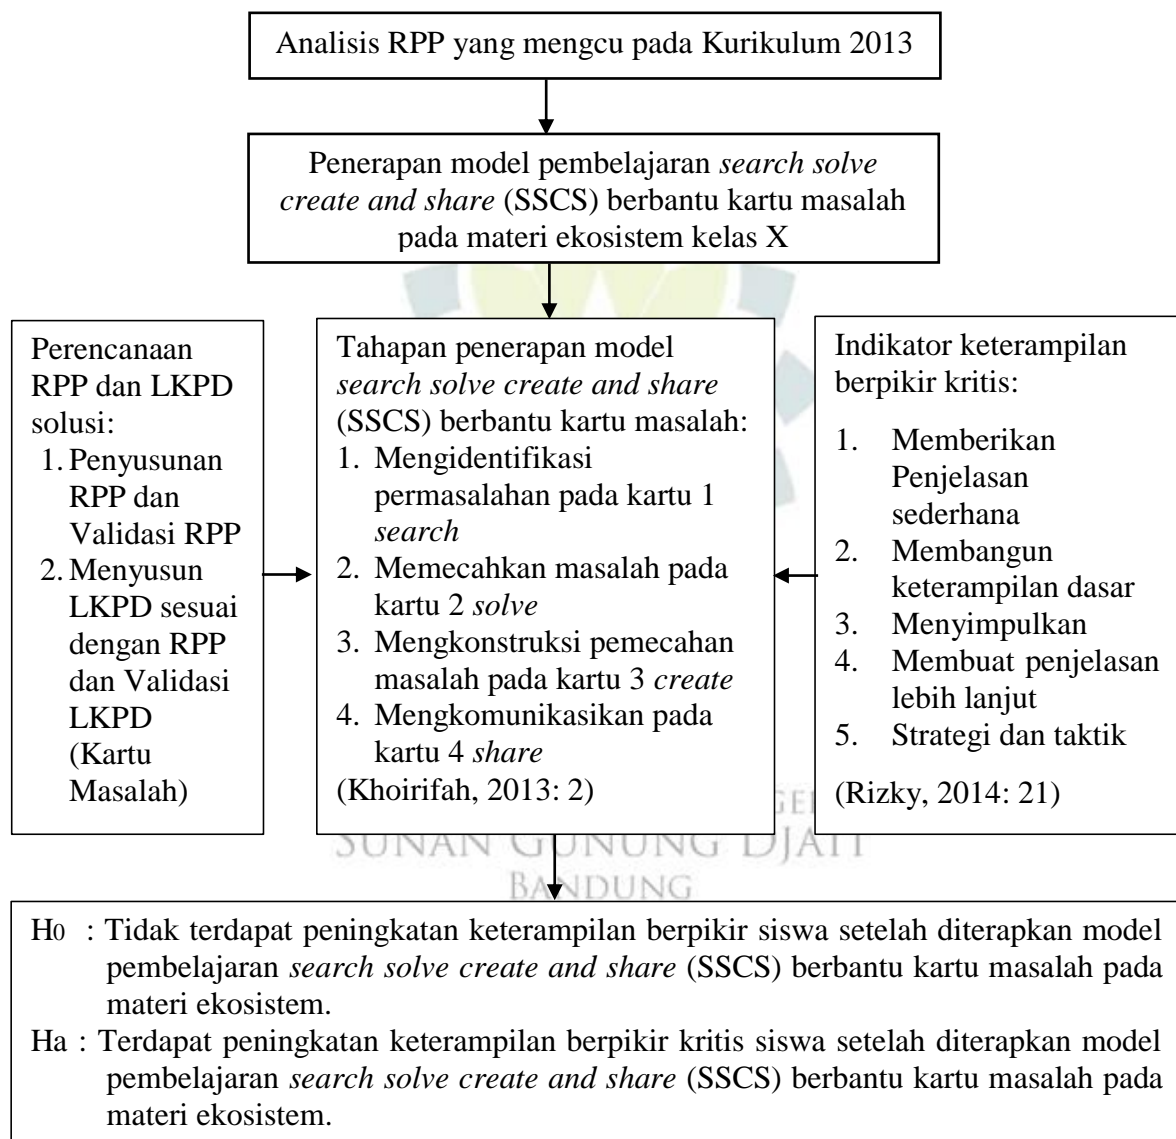 Analisis RPP yang mengcu pada Kurikulum 2013
Penerapan model pembelajaran search solve
create and share (SSCS) berbantu kartu masalah
pada materi ekosistem kelas X
Perencanaan
RPP dan LKPD
solusi:
1. Penyusunan
RPP dan
Validasi RPP
2. Menyusun
LKPD sesuai
dengan RPP
dan Validasi
LKPD
(Kartu
Masalah)
Tahapan penerapan model
search solve create and share
(SSCS) berbantu kartu masalah:
1. Mengidentifikasi
permasalahan pada kartu 1
search
2. Memecahkan masalah pada
kartu 2 solve
3. Mengkonstruksi pemecahan
masalah pada kartu 3 create
4. Mengkomunikasikan pada
kartu 4 share
(Khoirifah, 2013: 2)
Indikator keterampilan
berpikir kritis:
1. Memberikan
Penjelasan
sederhana
2. Membangun
keterampilan dasar
3. Menyimpulkan
4. Membuat penjelasan
lebih lanjut
5. Strategi dan taktik
(Rizky, 2014: 21)
SUNAN GUNUNG DJATI
BANDUNG
H0 : Tidak terdapat peningkatan keterampilan berpikir siswa setelah diterapkan model
pembelajaran search solve create and share (SSCS) berbantu kartu masalah pada
materi ekosistem.
Ha : Terdapat peningkatan keterampilan berpikir kritis siswa setelah diterapkan model
pembelajaran search solve create and share (SSCS) berbantu kartu masalah pada
materi ekosistem.